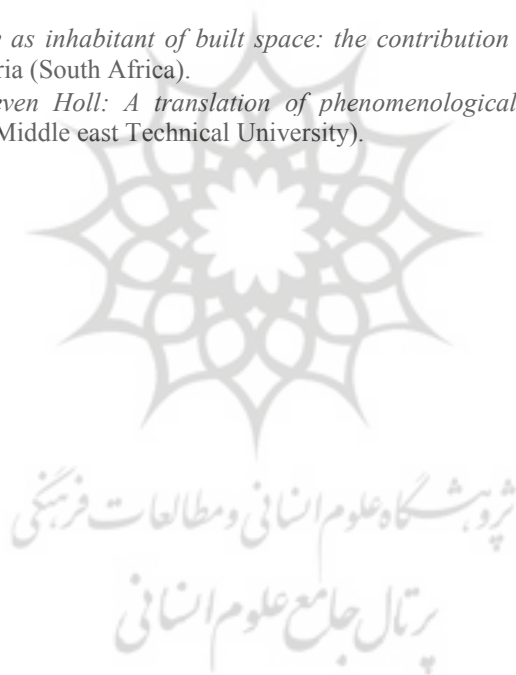 as inhabitant of built space: the contribution
ria (South Africa).
even Holl: A translation of phenomenological
Middle east Technical University).
پژوهشگاه علوم انسانی و مطالعات فرهنگی
پرتال جامع علوم انسانی